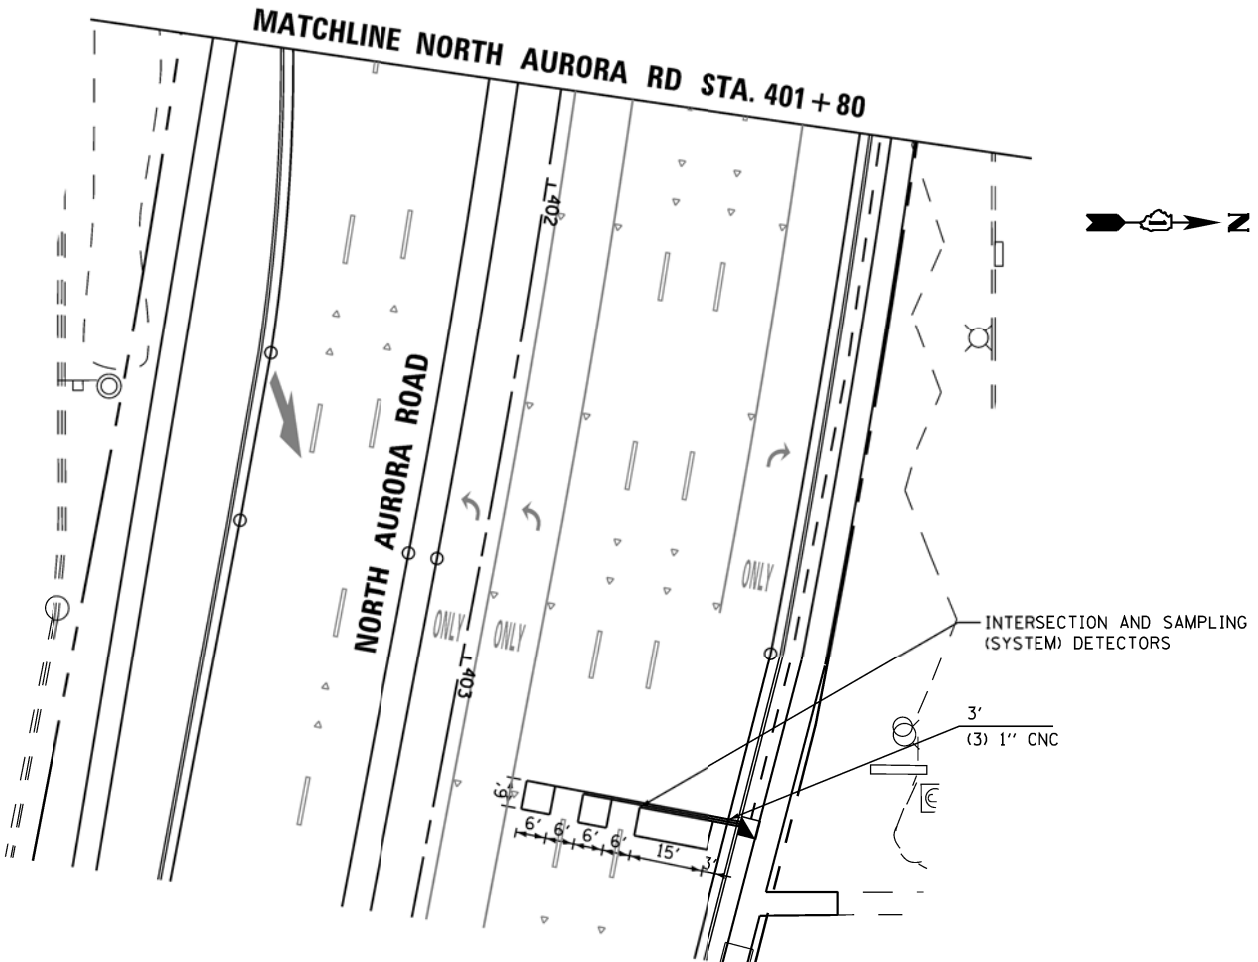 MATCHLINE NORTH AURORA RD STA. 401+80
402
N
NORTH AURORA ROAD
ONLY
ONLY
ONLY
403
INTERSECTION AND SAMPLING
(SYSTEM) DETECTORS
3'
(3) 1'' CNC
6'
6' 6' 6' 6' 15' 3'
C